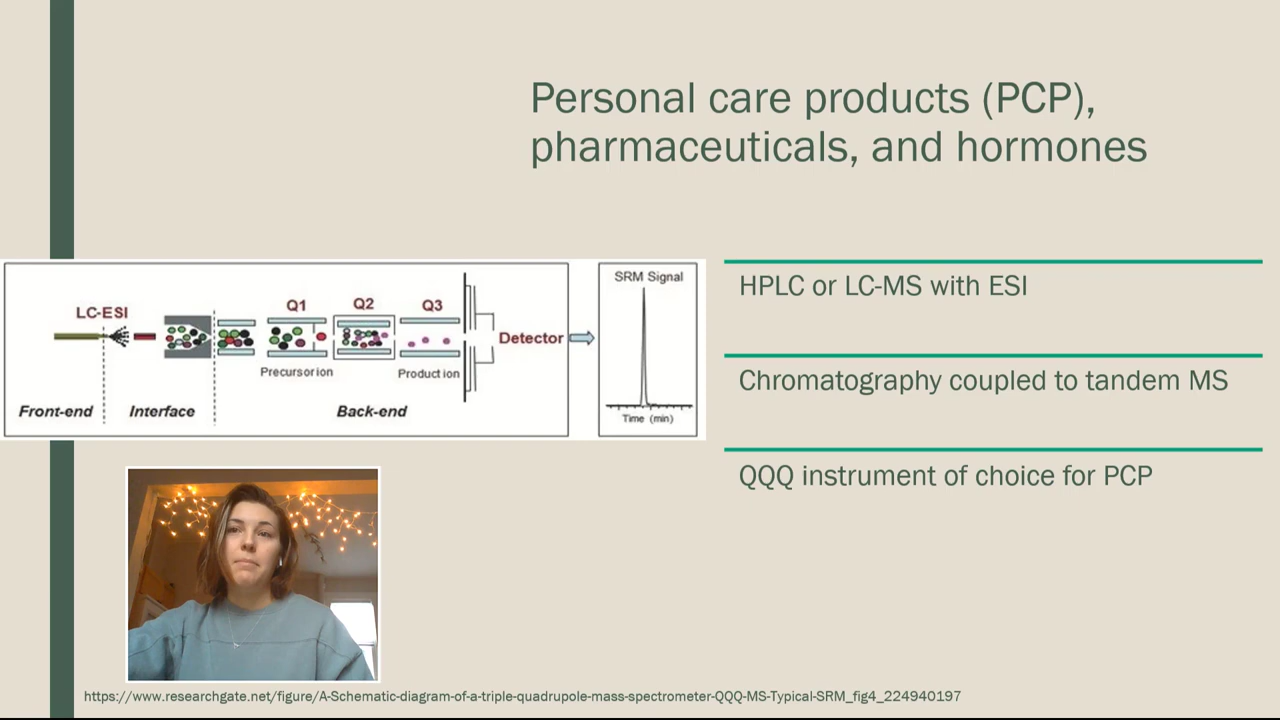 Personal care products (PCP),
pharmaceuticals, and hormones
LC-ESI
Q1
Q2
Q3
Detector
Precursor ion
Product ion
Front-end
Interface
Back-end
SRM Signal
Time (min)
HPLC or LC-MS with ESI
Chromatography coupled to tandem MS
QQQ instrument of choice for PCP
https://www.researchgate.net/figure/A-Schematic-diagram-of-a-triple-quadrupole-mass-spectrometer-QQQ-MS-Typical-SRM_fig4_224940197